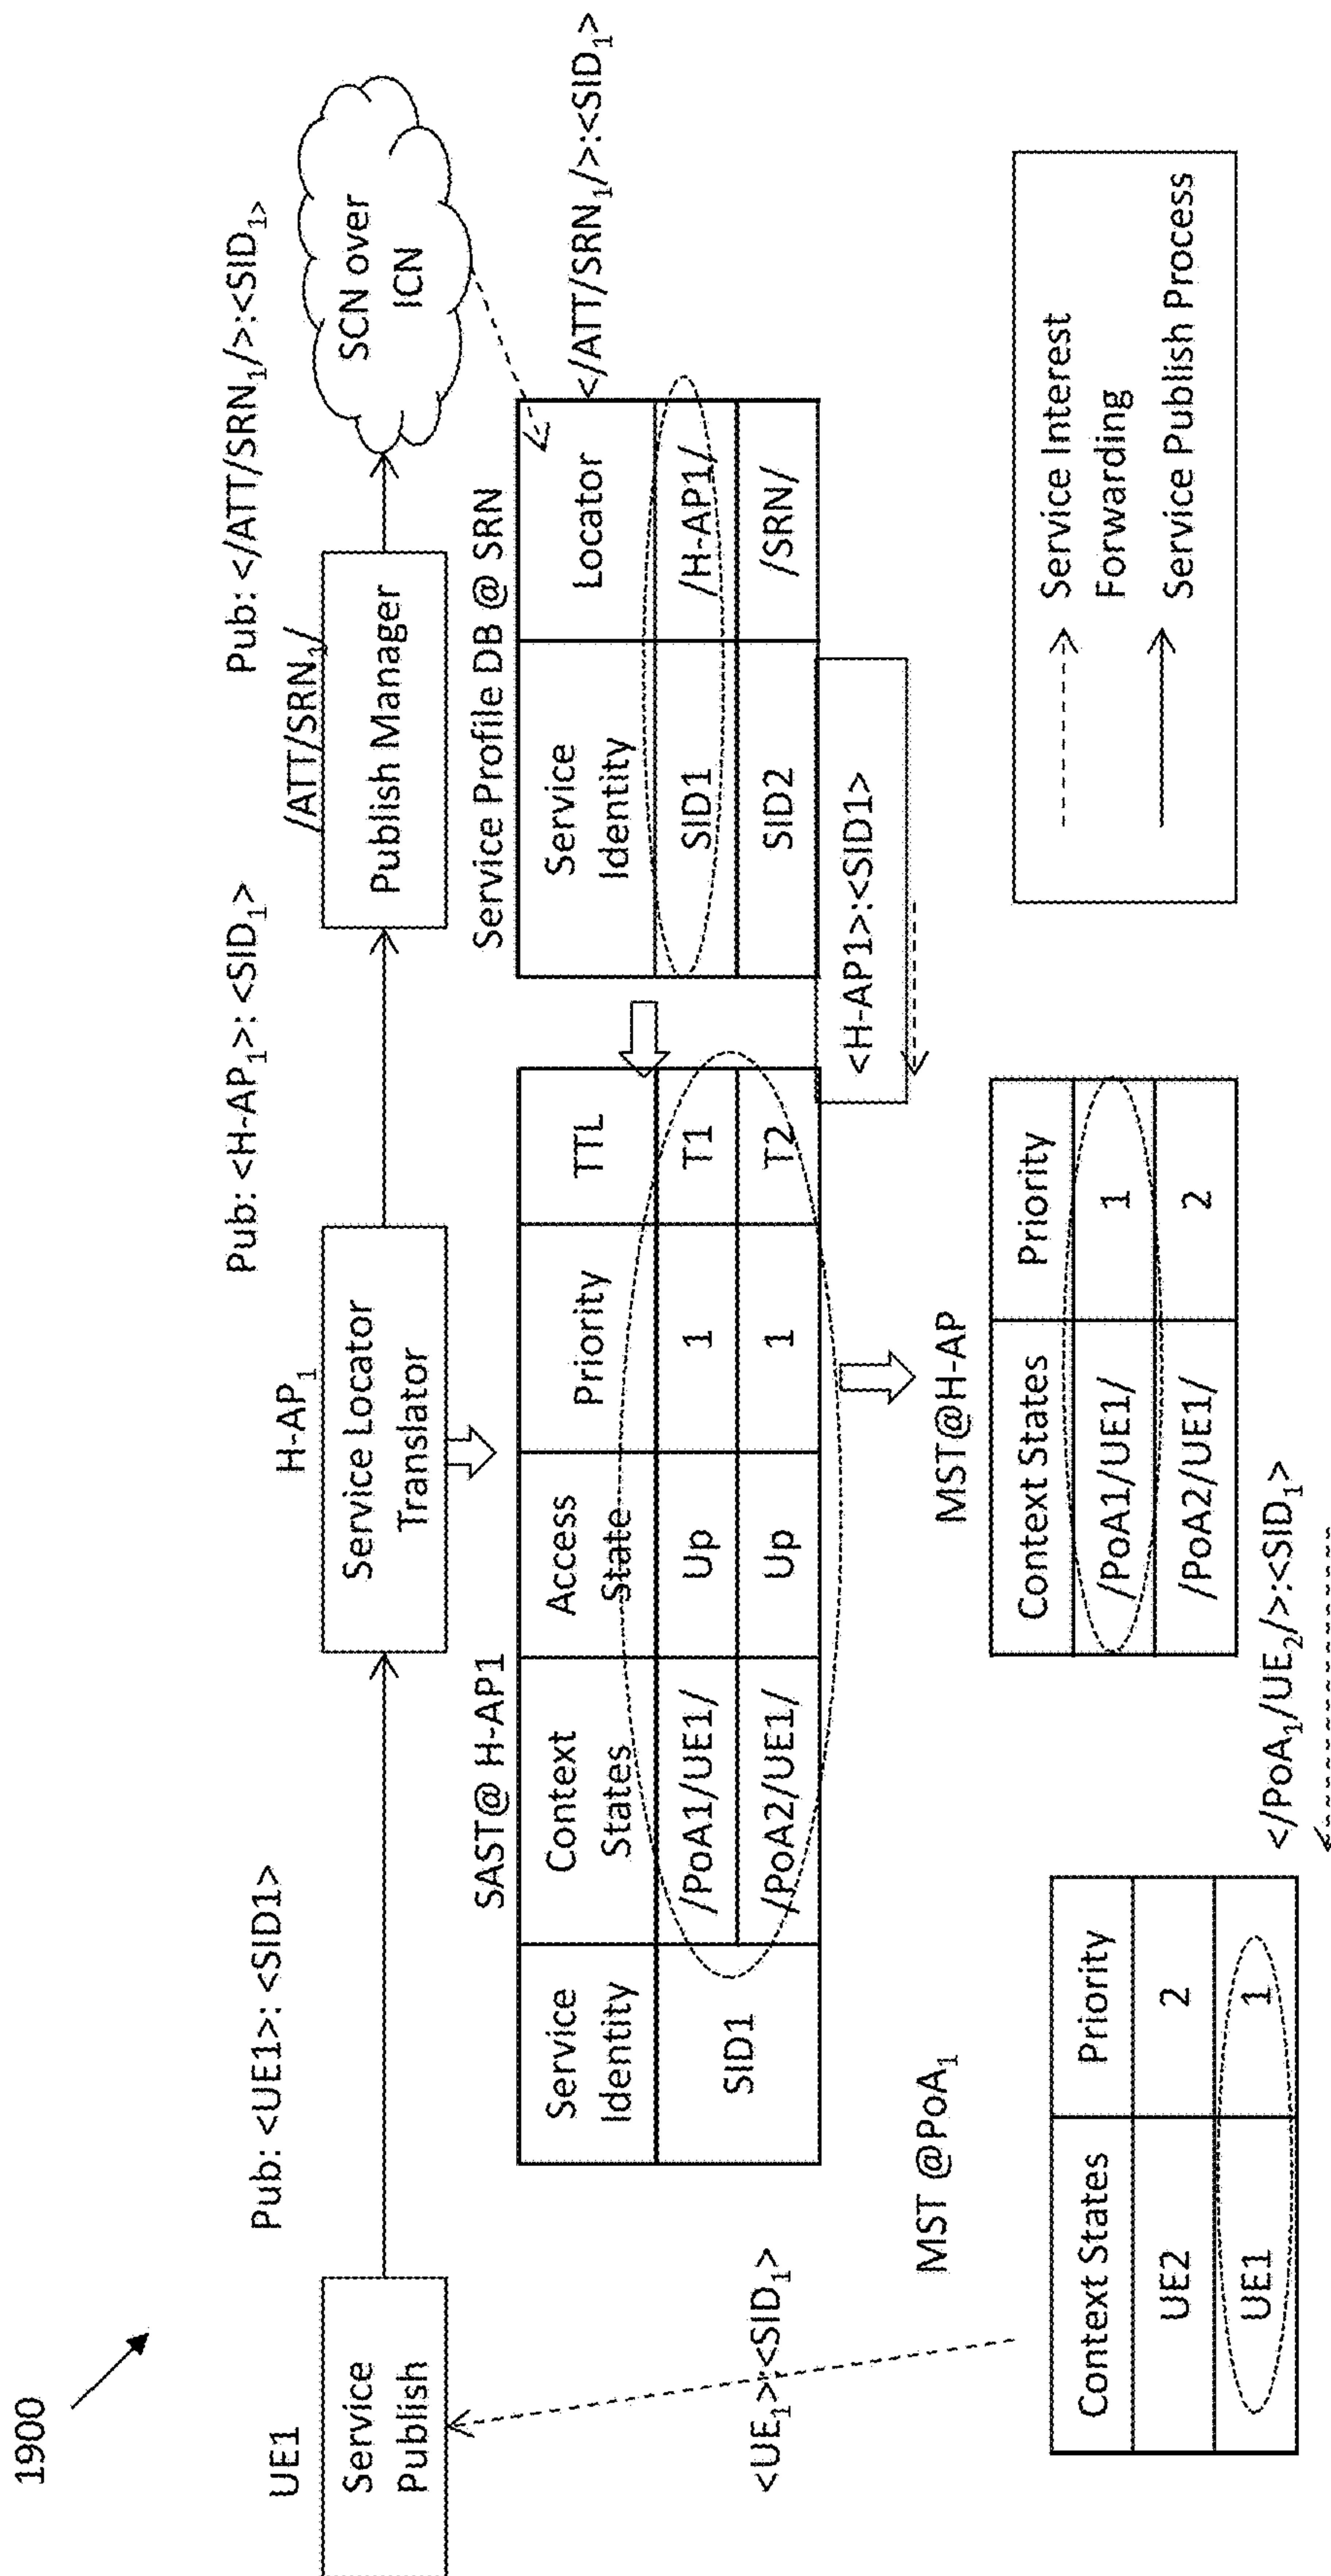 1900
UE1
Service
Publish
Pub: <UE1>: <SID1>
H-AP₁
Service Locator
Translator
Pub: <H-AP₁>: <SID₁>
/ATT/SRN₁/
Publish Manager
Pub: </ATT/SRN₁/>:<SID₁>
SCN over
ICN
</ATT/SRN₁/>:<SID₁>
SAST@ H-AP1
Service
Identity
Context
States
Access
State
Priority
TTL
SID1
/PoA1/UE1/
Up
1
T1
/PoA2/UE1/
Up
1
T2
Service Profile DB @ SRN
Service
Identity
Locator
SID1
/H-AP1/
SID2
/SRN/
<H-AP1>:<SID1>
<UE₁>:<SID₁>
MST @PoA₁
Context States
Priority
UE2
2
UE1
1
</PoA₁/UE₂/>:<SID₁>
MST@H-AP
Context States
Priority
/PoA1/UE1/
1
/PoA2/UE1/
2
Service Interest
Forwarding
Service Publish Process